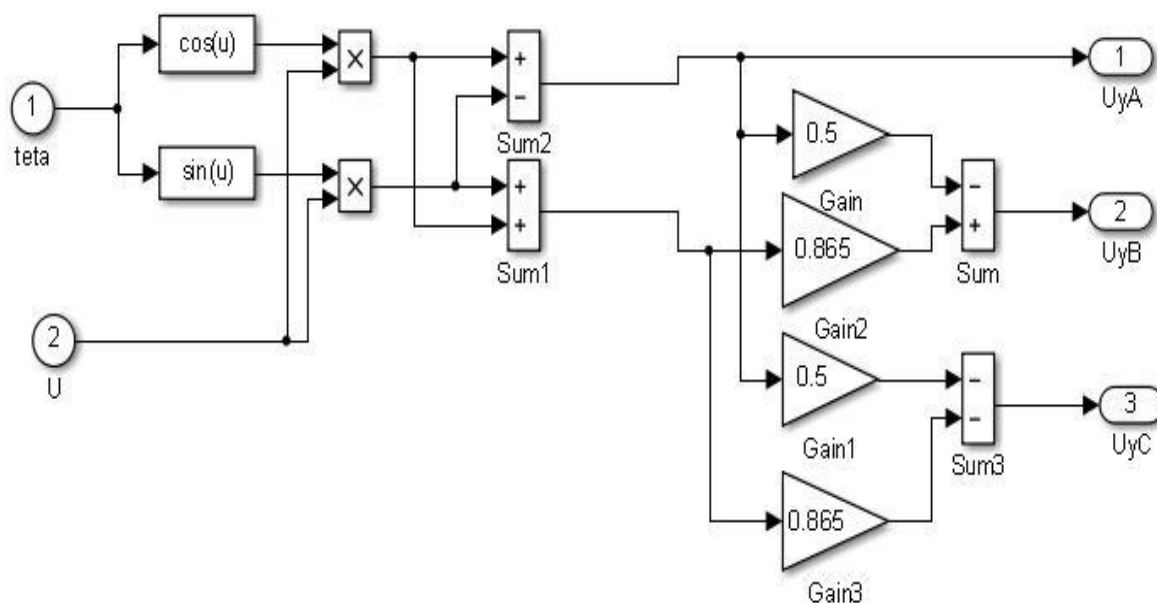 cos(u)
×
+
−
Sum2
1
UyA
1
teta
0.5
Gain
sin(u)
×
+
+
Sum1
−
+
Sum
2
UyB
0.865
Gain2
2
U
0.5
Gain1
−
−
Sum3
3
UyC
0.865
Gain3